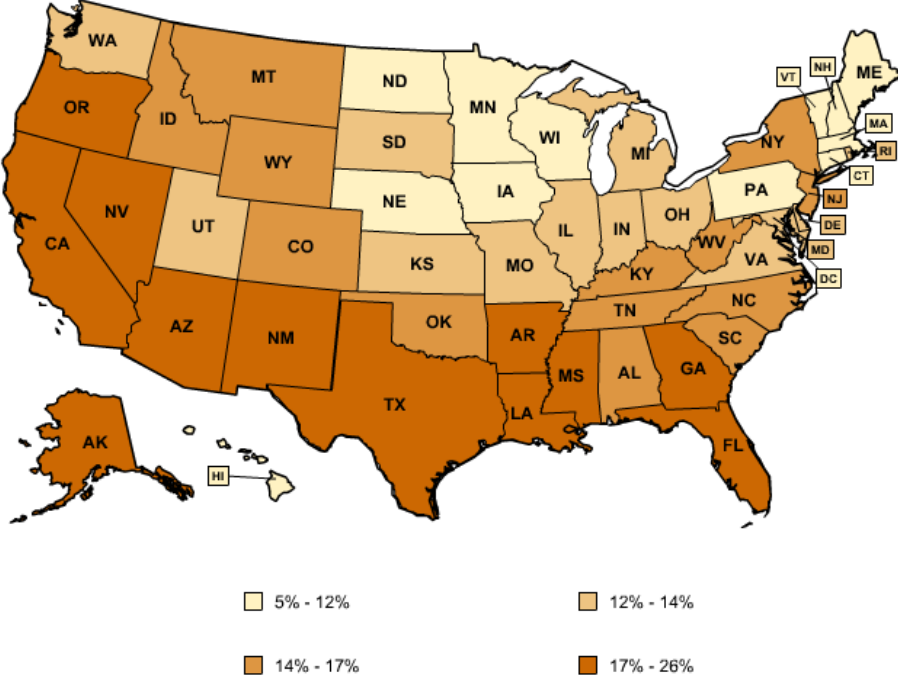 WA
MT
ND
MN
VT
NH
ME
OR
ID
SD
WI
MI
NY
MA
RI
CT
WY
NE
IA
PA
NJ
NV
UT
CO
IL
IN
OH
DE
CA
KS
MO
WV
VA
MD
DC
KY
AZ
NM
OK
AR
TN
NC
SC
TX
LA
MS
AL
GA
FL
AK
HI
5% - 12%
12% - 14%
14% - 17%
17% - 26%